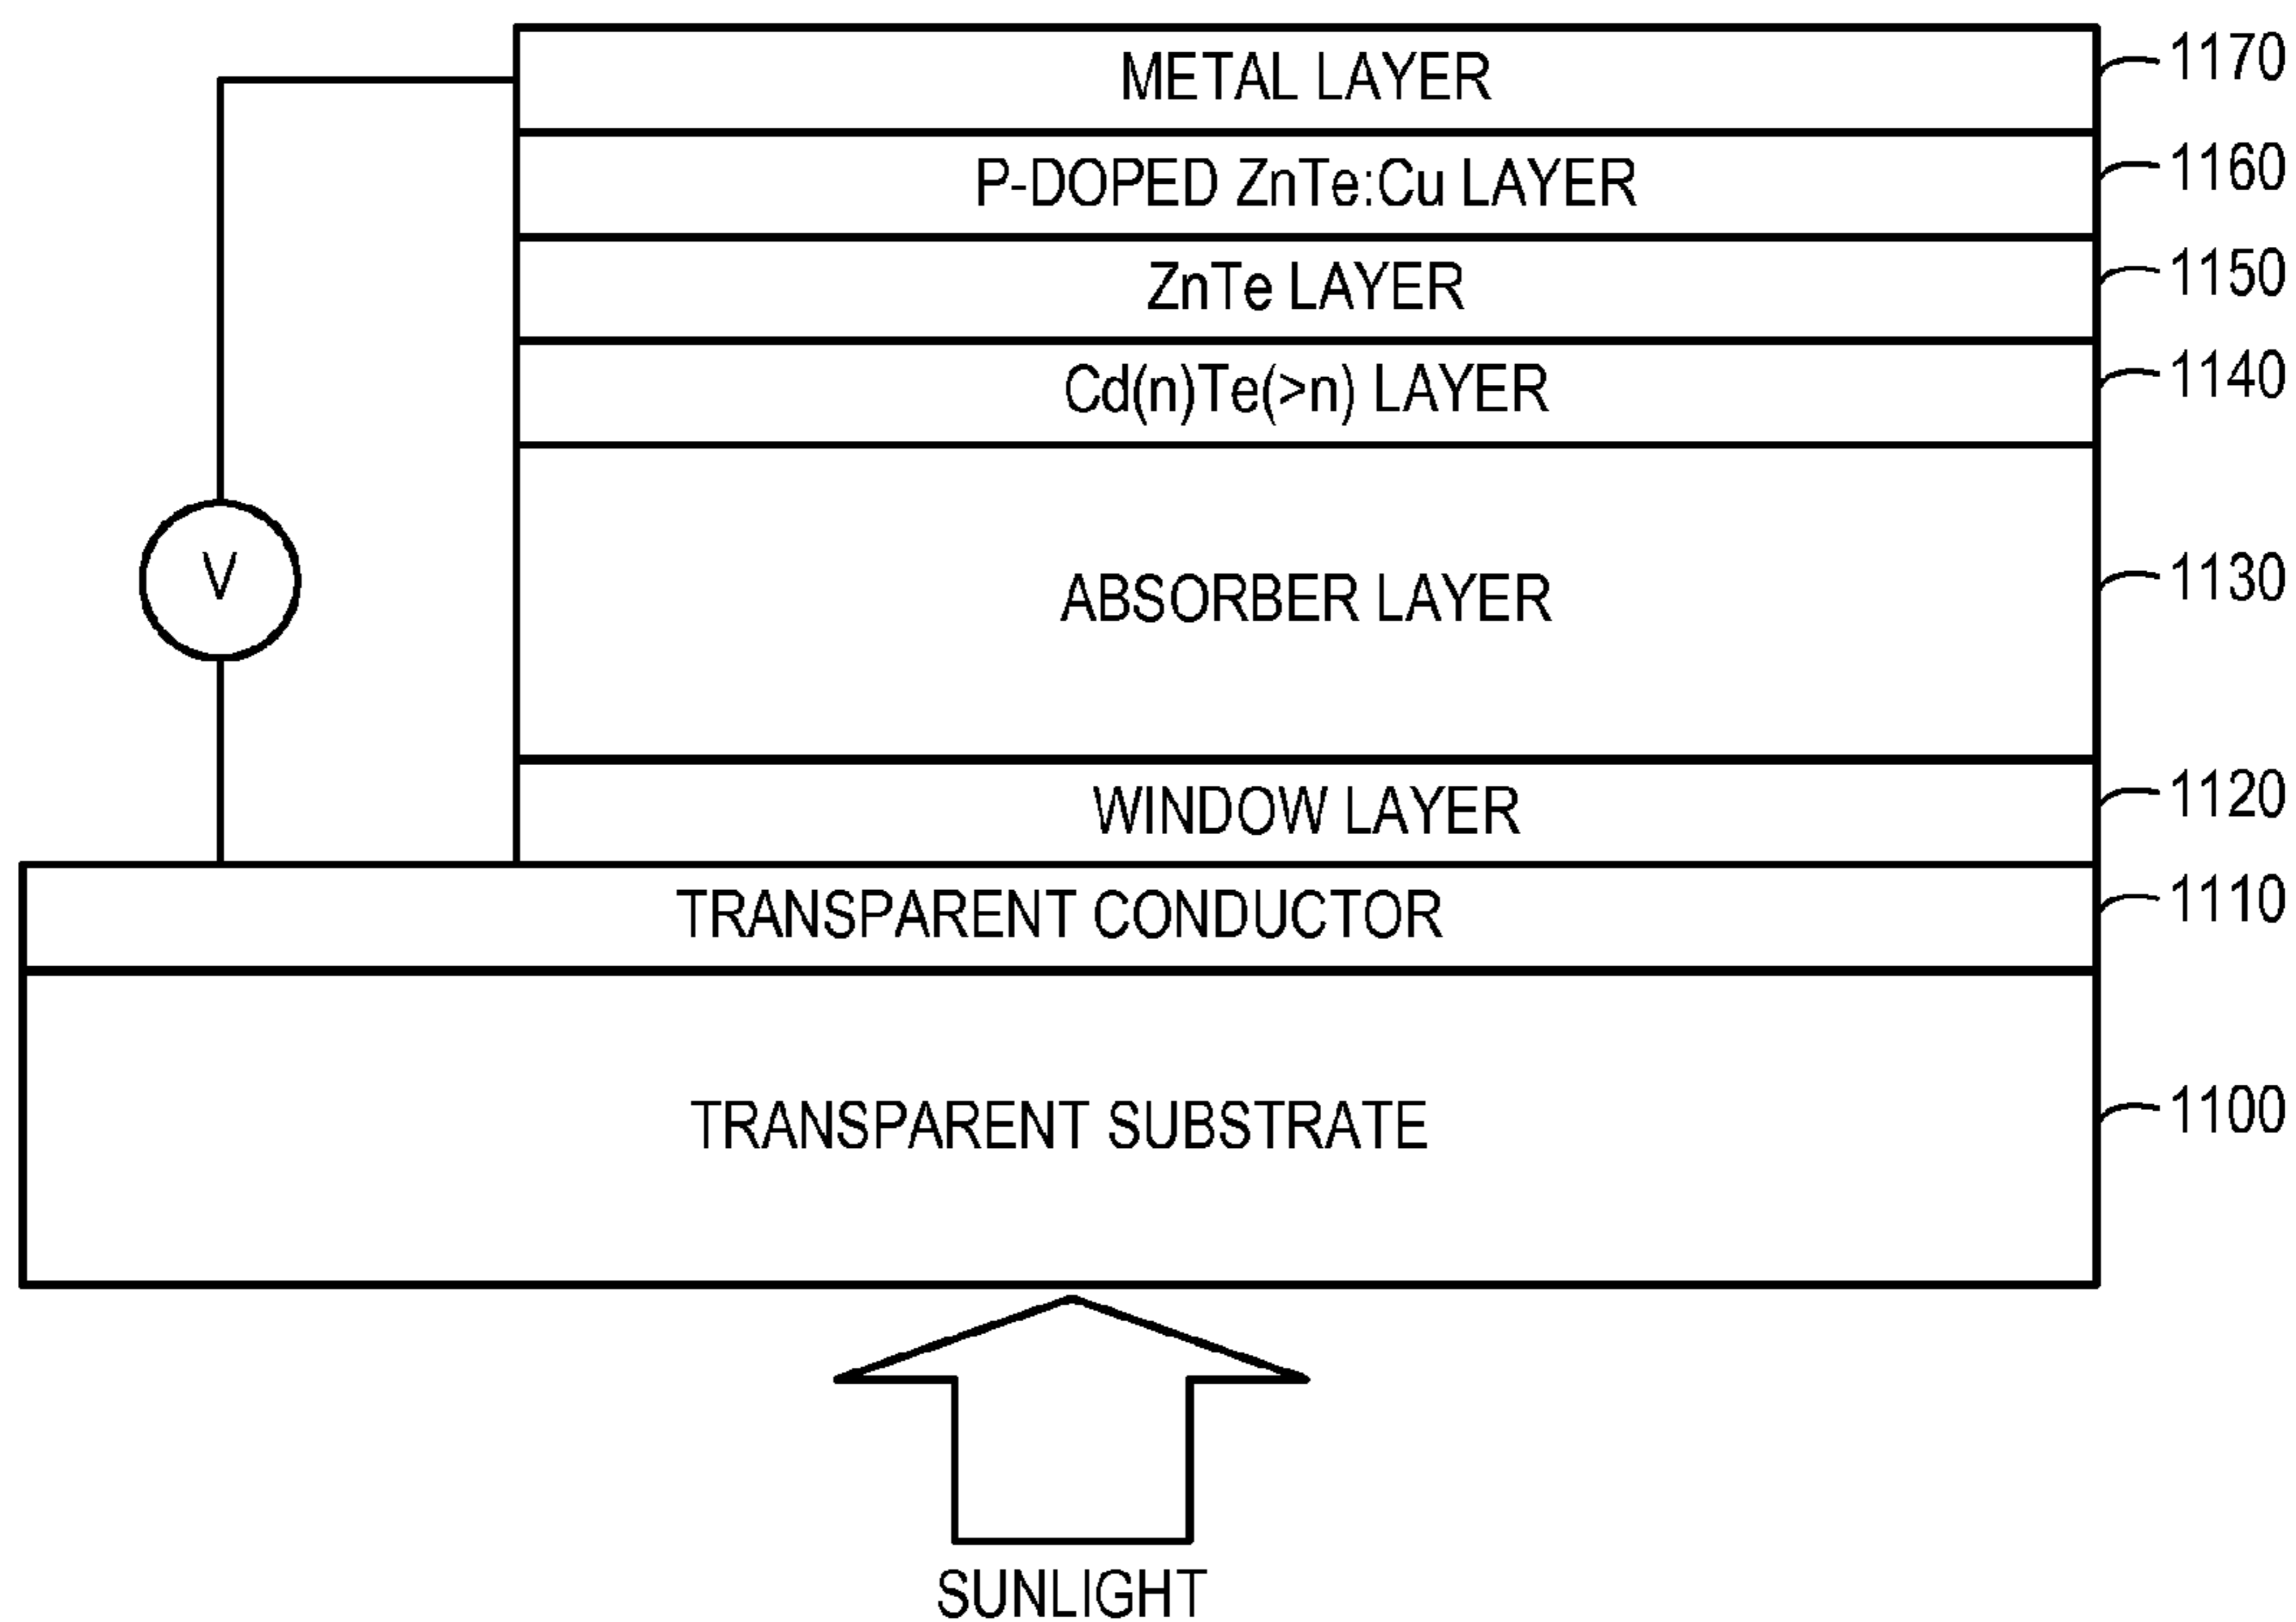 METAL LAYER 1170
P-DOPED ZnTe:Cu LAYER 1160
ZnTe LAYER 1150
Cd(n)Te(>n) LAYER 1140
V
ABSORBER LAYER 1130
WINDOW LAYER 1120
TRANSPARENT CONDUCTOR 1110
TRANSPARENT SUBSTRATE 1100
SUNLIGHT